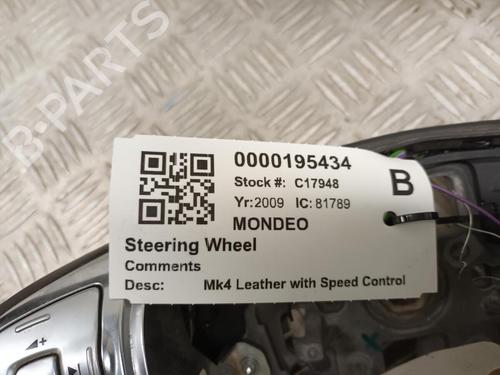 B-PARTS
0000195434
Stock #: C17948
B
Yr: 2009 IC: 81789
MONDEO
Steering Wheel
Comments
Desc: Mk4 Leather with Speed Control